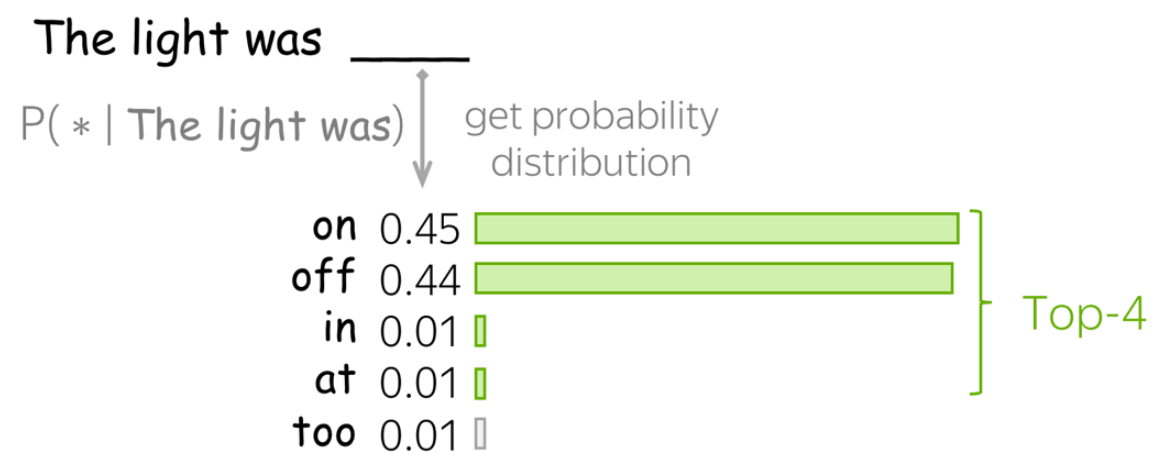 The light was ____
P( * | The light was)
get probability
distribution
on 0.45
off 0.44
in 0.01
at 0.01
too 0.01
Top-4